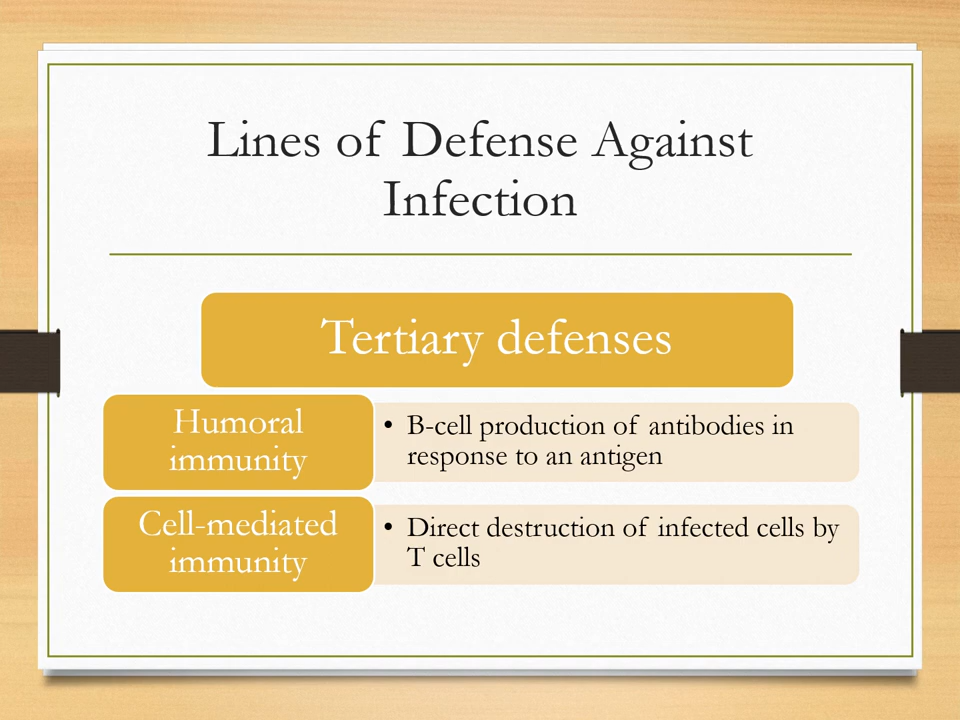 Lines of Defense Against
Infection
Tertiary defenses
Humoral
immunity
• B-cell production of antibodies in
response to an antigen
Cell-mediated
immunity
• Direct destruction of infected cells by
T cells